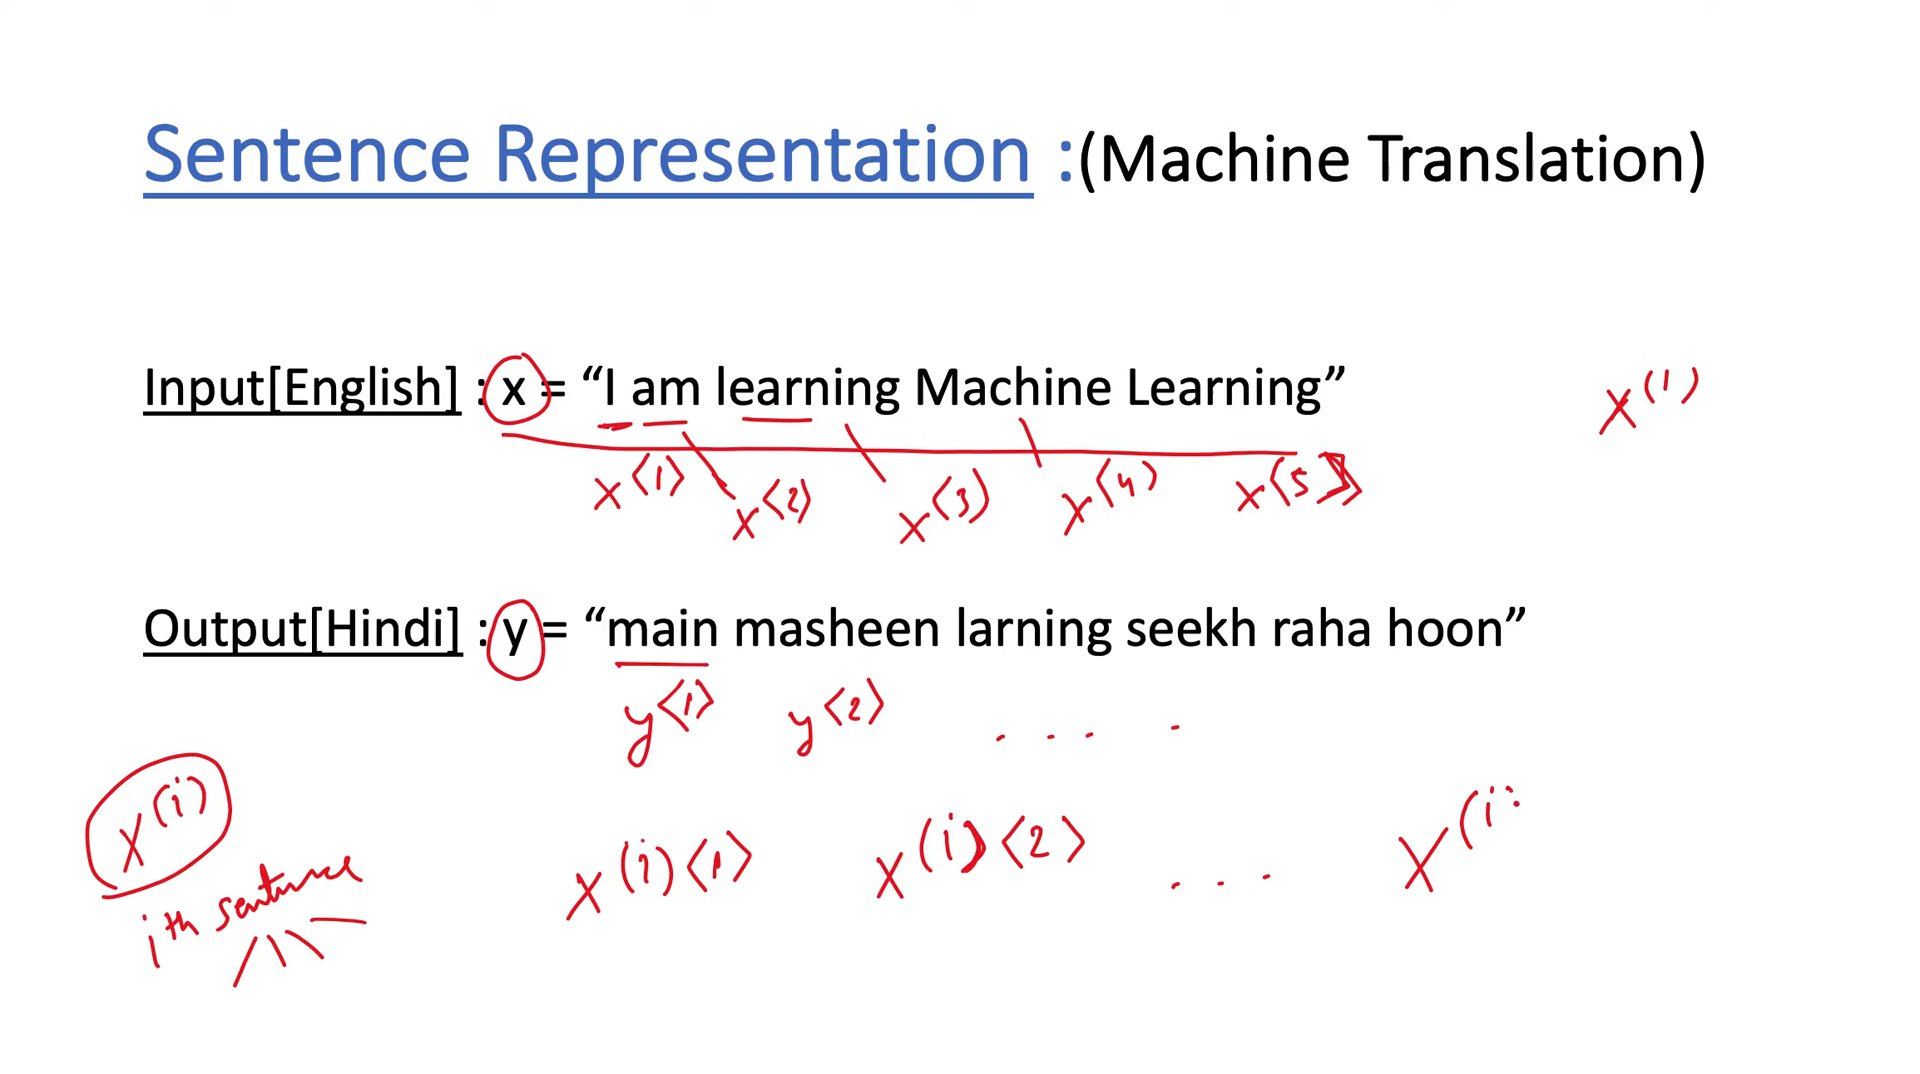 Sentence Representation :(Machine Translation)
Input[English] : x = “I am learning Machine Learning” x^(1)
x^<1> x^<2> x^<3> x^<4> x^<5>
Output[Hindi] : y = “main masheen larning seekh raha hoon”
y^<1> y^<2> . . . .
x^(i) x^(i)<1> x^(i)<2> . . . x^(i
ith sentence